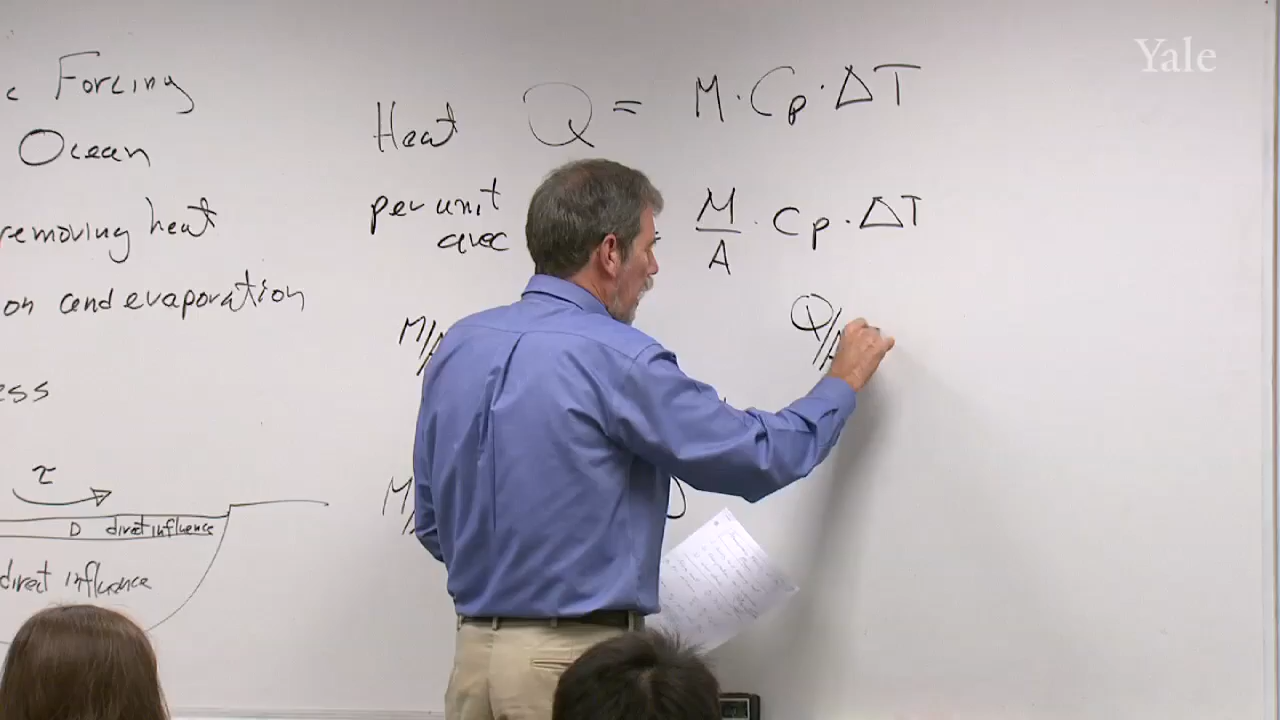 Yale
c Forcing
Ocean
removing heat
on and evaporation
ess
τ
D direct influence
direct influence
Heat Q = M · Cp · ΔT
per unit
area
M/A · Cp · ΔT
M/
Q/A
M/
D